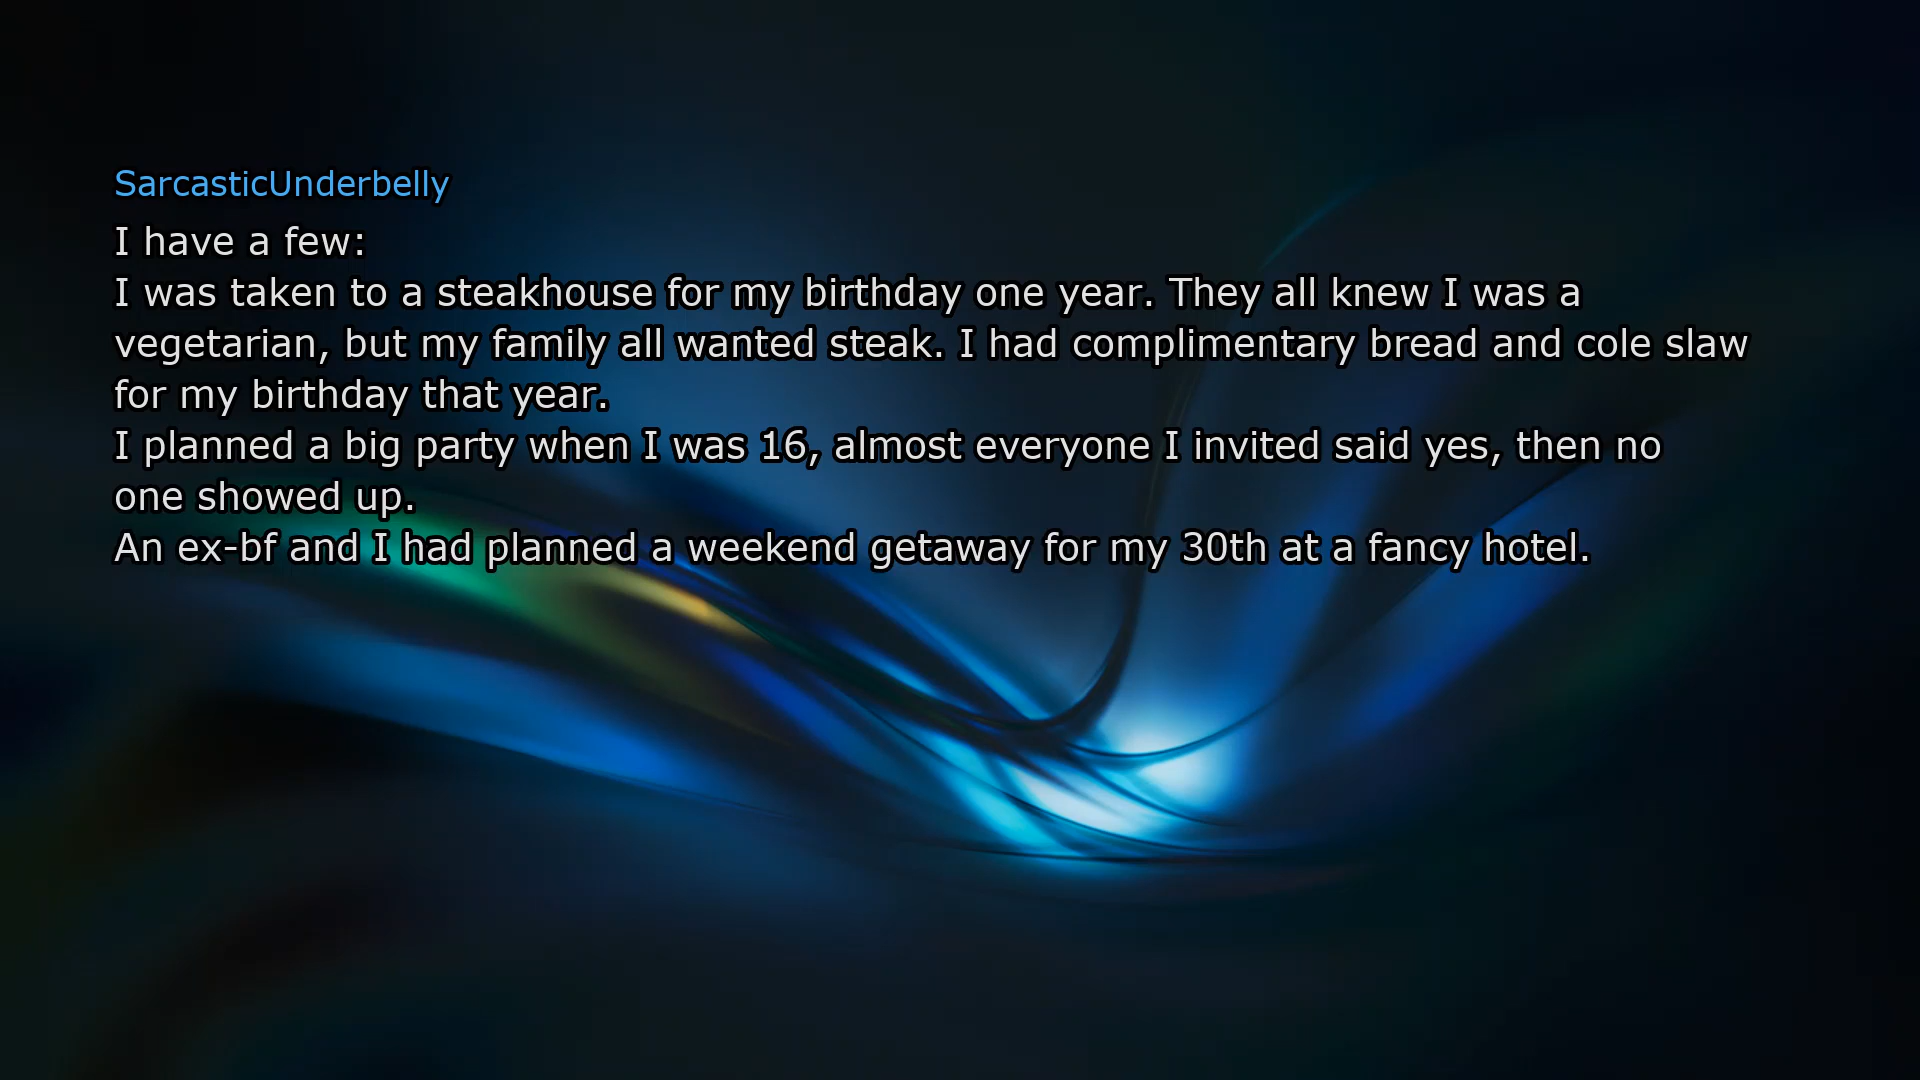 SarcasticUnderbelly
I have a few:
I was taken to a steakhouse for my birthday one year. They all knew I was a
vegetarian, but my family all wanted steak. I had complimentary bread and cole slaw
for my birthday that year.
I planned a big party when I was 16, almost everyone I invited said yes, then no
one showed up.
An ex-bf and I had planned a weekend getaway for my 30th at a fancy hotel.